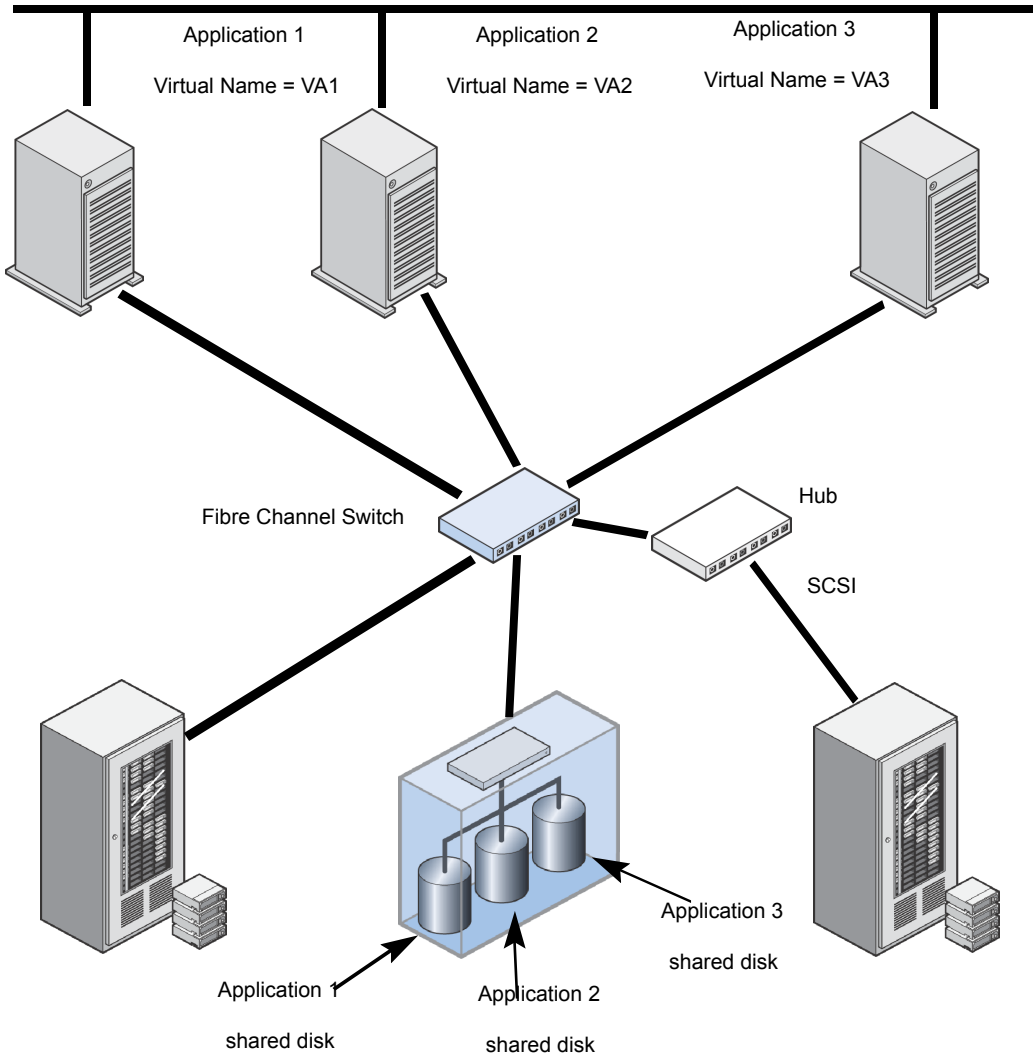 Application 1
Virtual Name = VA1
Application 2
Virtual Name = VA2
Application 3
Virtual Name = VA3
Fibre Channel Switch
Hub
SCSI
Application 1
shared disk
Application 2
shared disk
Application 3
shared disk